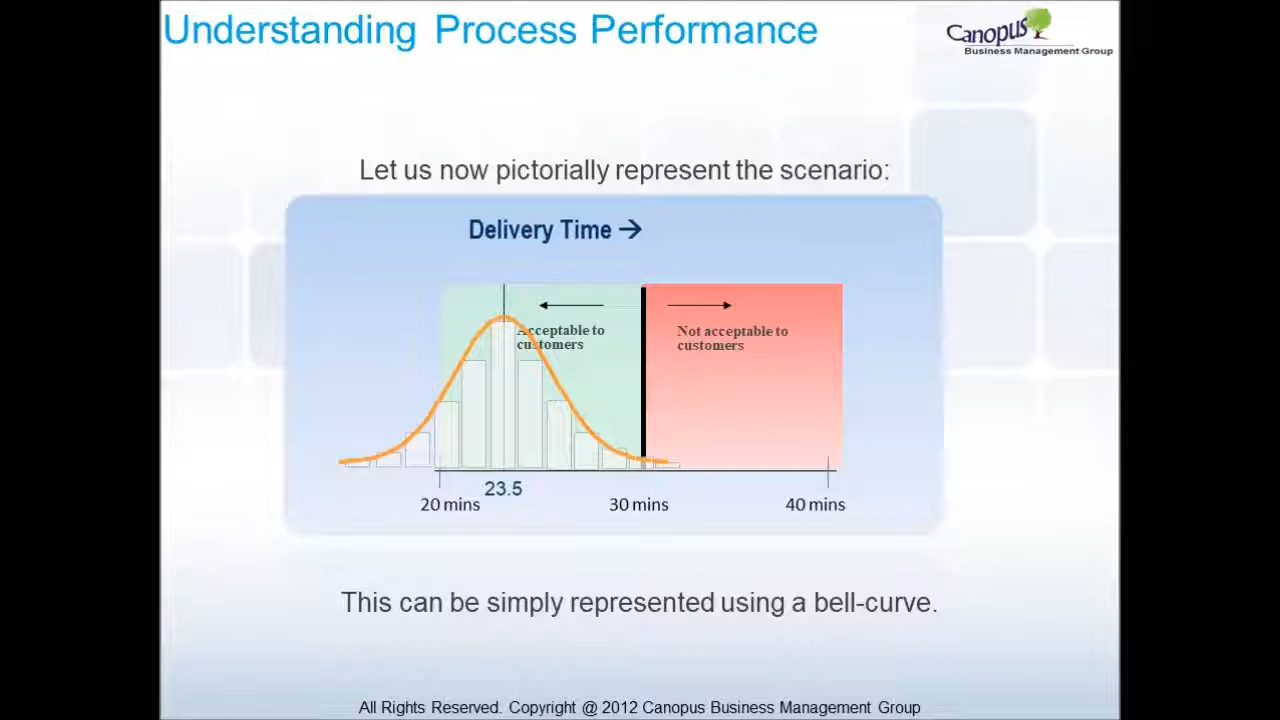 Understanding Process Performance
Canopus
Business Management Group
Let us now pictorially represent the scenario:
Delivery Time →
Acceptable to
customers
Not acceptable to
customers
23.5
20 mins
30 mins
40 mins
This can be simply represented using a bell-curve.
All Rights Reserved. Copyright @ 2012 Canopus Business Management Group